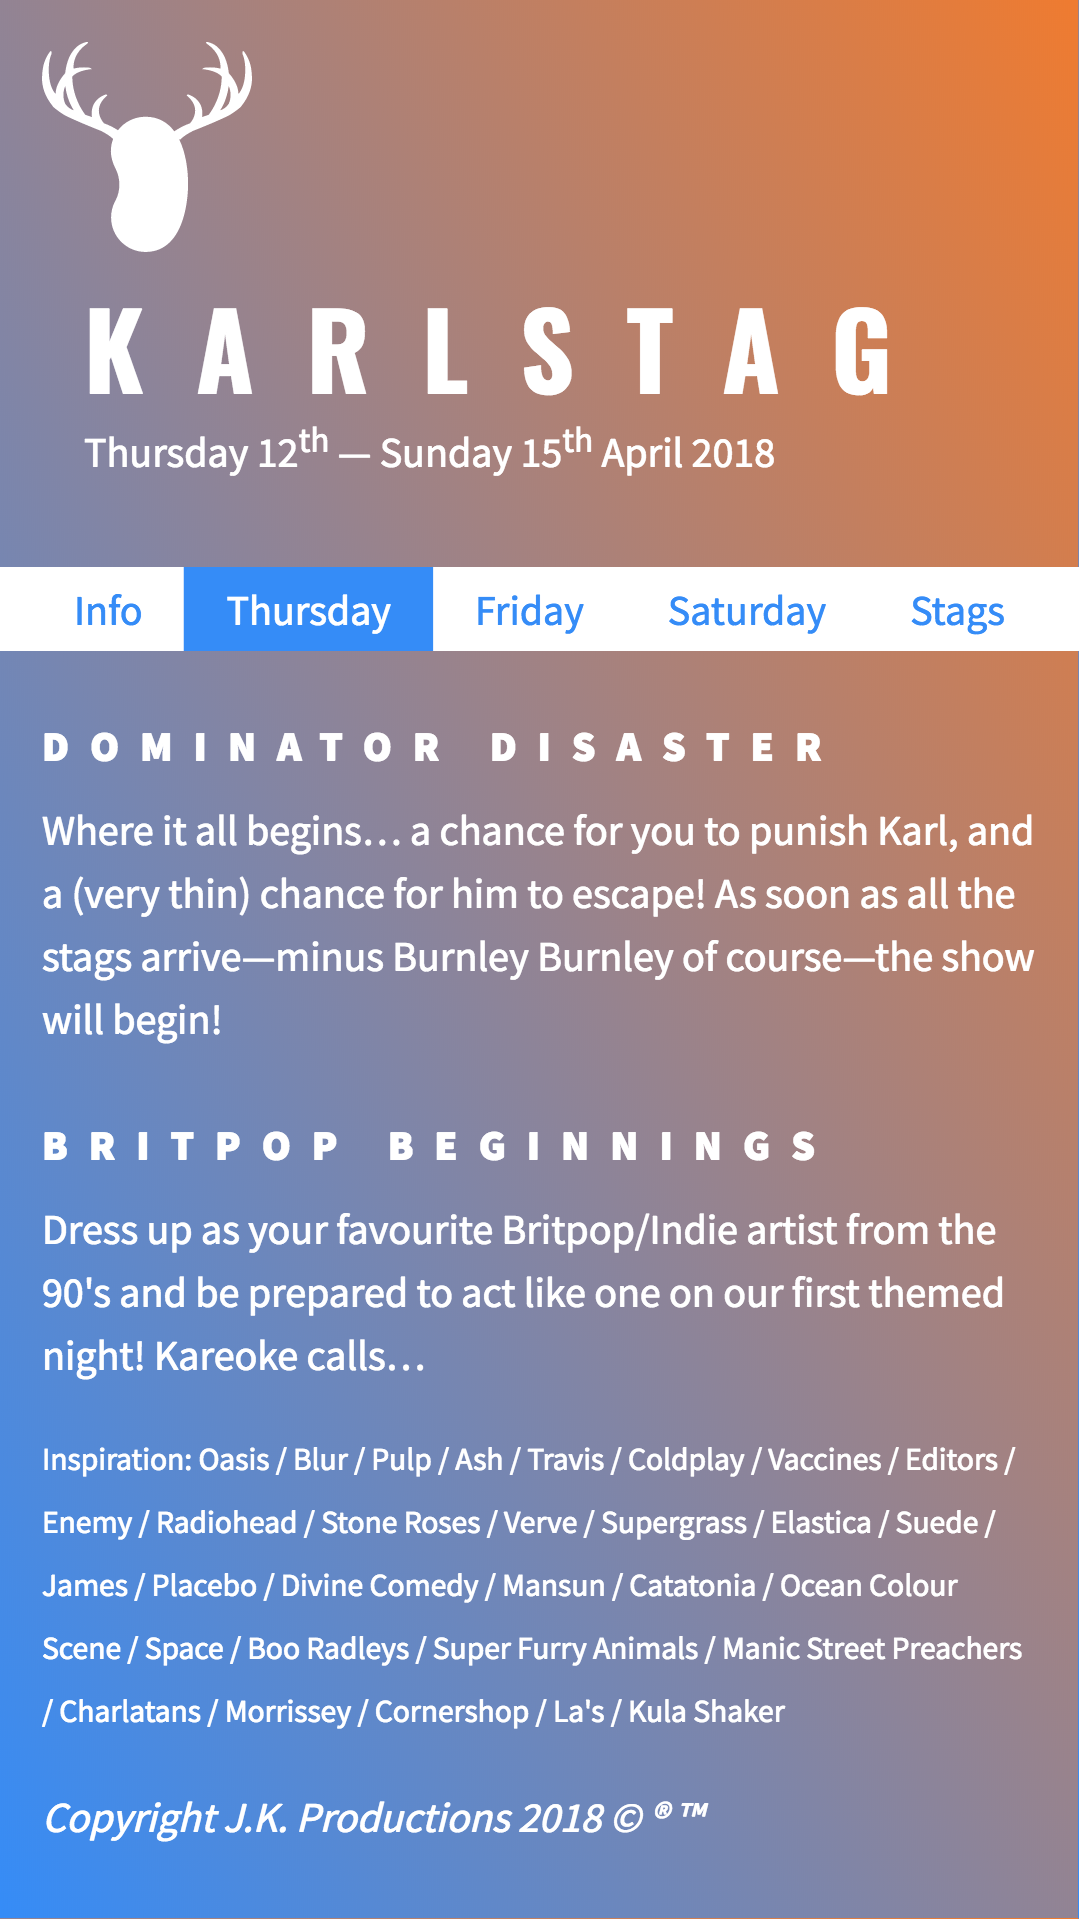 KARLSTAG
Thursday 12th — Sunday 15th April 2018
Info Thursday Friday Saturday Stags
DOMINATOR DISASTER
Where it all begins… a chance for you to punish Karl, and
a (very thin) chance for him to escape! As soon as all the
stags arrive—minus Burnley Burnley of course—the show
will begin!
BRITPOP BEGINNINGS
Dress up as your favourite Britpop/Indie artist from the
90's and be prepared to act like one on our first themed
night! Kareoke calls…
Inspiration: Oasis / Blur / Pulp / Ash / Travis / Coldplay / Vaccines / Editors /
Enemy / Radiohead / Stone Roses / Verve / Supergrass / Elastica / Suede /
James / Placebo / Divine Comedy / Mansun / Catatonia / Ocean Colour
Scene / Space / Boo Radleys / Super Furry Animals / Manic Street Preachers
/ Charlatans / Morrissey / Cornershop / La's / Kula Shaker
Copyright J.K. Productions 2018 © ® ™